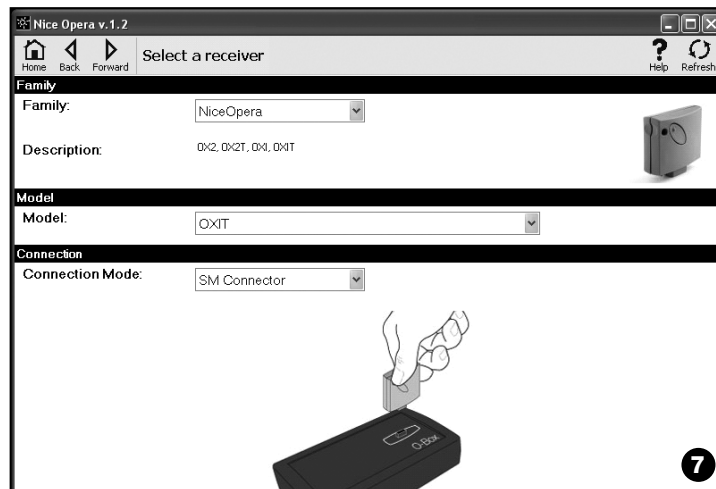 Nice Opera v.1.2
Home Back Forward Select a receiver Help Refresh
Family
Family: NiceOpera
Description: OX2, OX2T, OXI, OXIT
Model
Model: OXIT
Connection
Connection Mode: SM Connector
O-Box
7